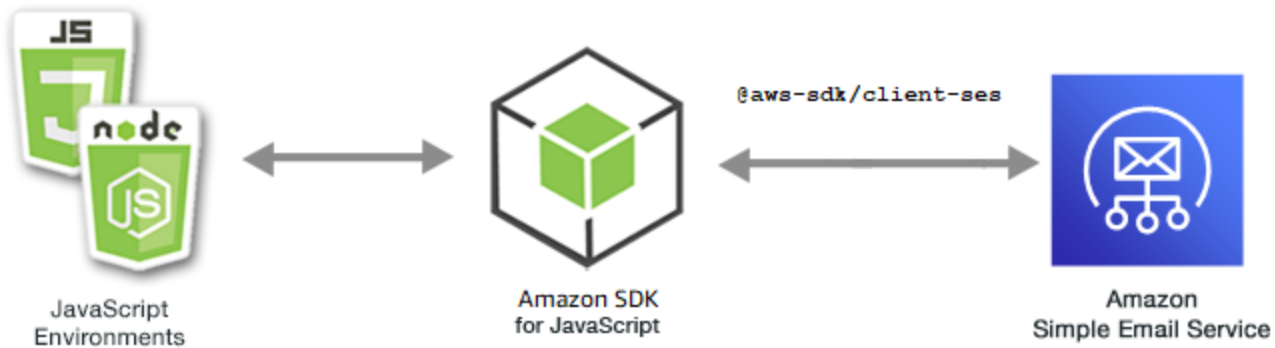 JS
node
JS
@aws-sdk/client-ses
JavaScript
Environments
Amazon SDK
for JavaScript
Amazon
Simple Email Service